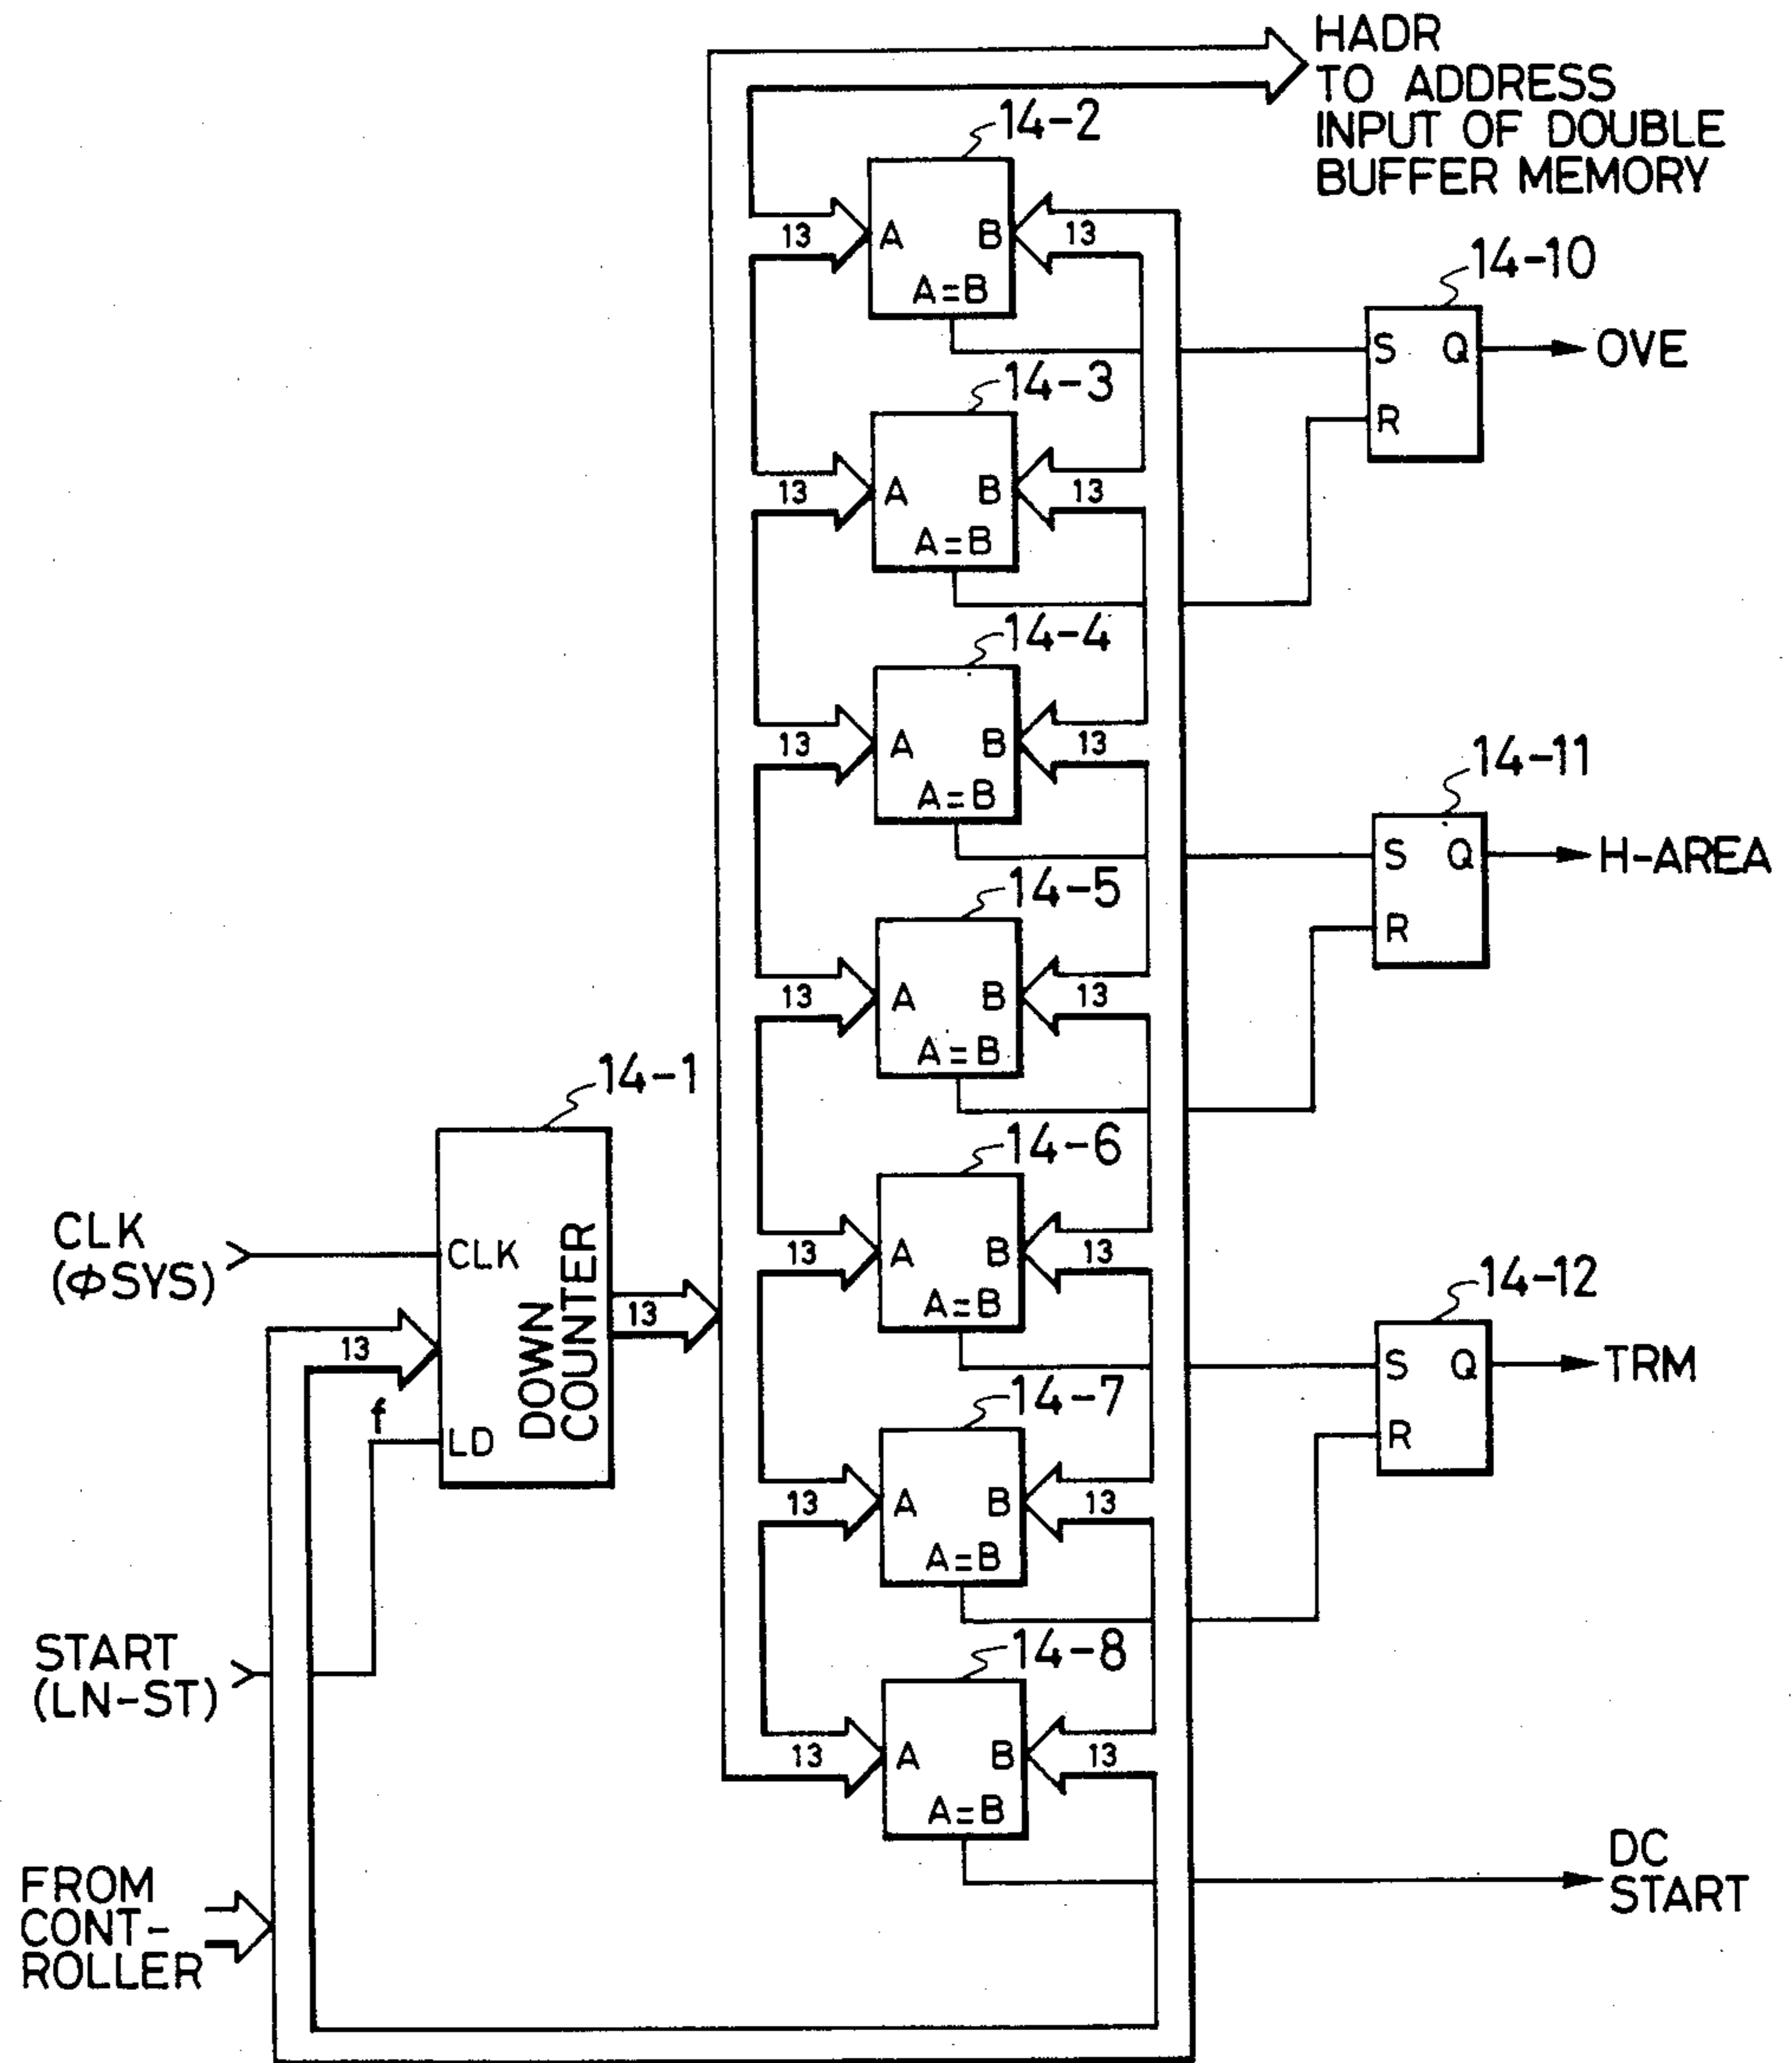 HADR
TO ADDRESS
INPUT OF DOUBLE
BUFFER MEMORY
14-2
13
A
B
13
A=B
14-10
S
Q
OVE
R
14-3
13
A
B
13
A=B
14-4
13
A
B
13
A=B
14-11
S
Q
H-AREA
R
14-5
13
A
B
13
A=B
14-1
CLK
(ϕSYS)
CLK
DOWN
COUNTER
13
13
f
LD
START
(LN-ST)
FROM
CONT-
ROLLER
14-6
13
A
B
13
A=B
14-12
S
Q
TRM
R
14-7
13
A
B
13
A=B
14-8
13
A
B
13
A=B
DC
START